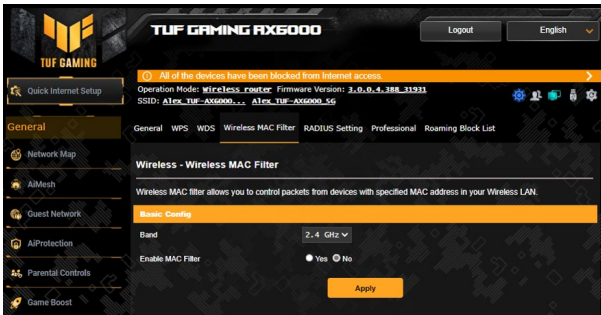 TUF GAMING
TUF GAMING AX6000
Logout
English
Quick Internet Setup
All of the devices have been blocked from Internet access.
Operation Mode: Wireless router Firmware Version: 3.0.0.4.388_31931
SSID: Alex_TUF-AX6000... Alex_TUF-AX6000_5G
General
General WPS WDS Wireless MAC Filter RADIUS Setting Professional Roaming Block List
Network Map
AiMesh
Guest Network
AiProtection
Parental Controls
Game Boost
Wireless - Wireless MAC Filter
Wireless MAC filter allows you to control packets from devices with specified MAC address in your Wireless LAN.
Basic Config
Band 2.4 GHz
Enable MAC Filter Yes No
Apply